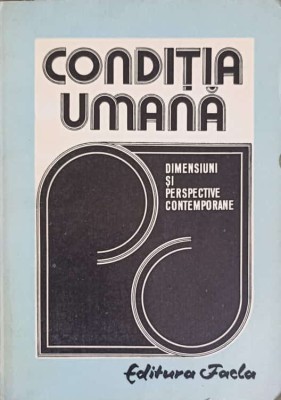 CONDIȚIA
UMANĂ
DIMENSIUNI
ȘI
PERSPECTIVE
CONTEMPORANE
Editura Facla